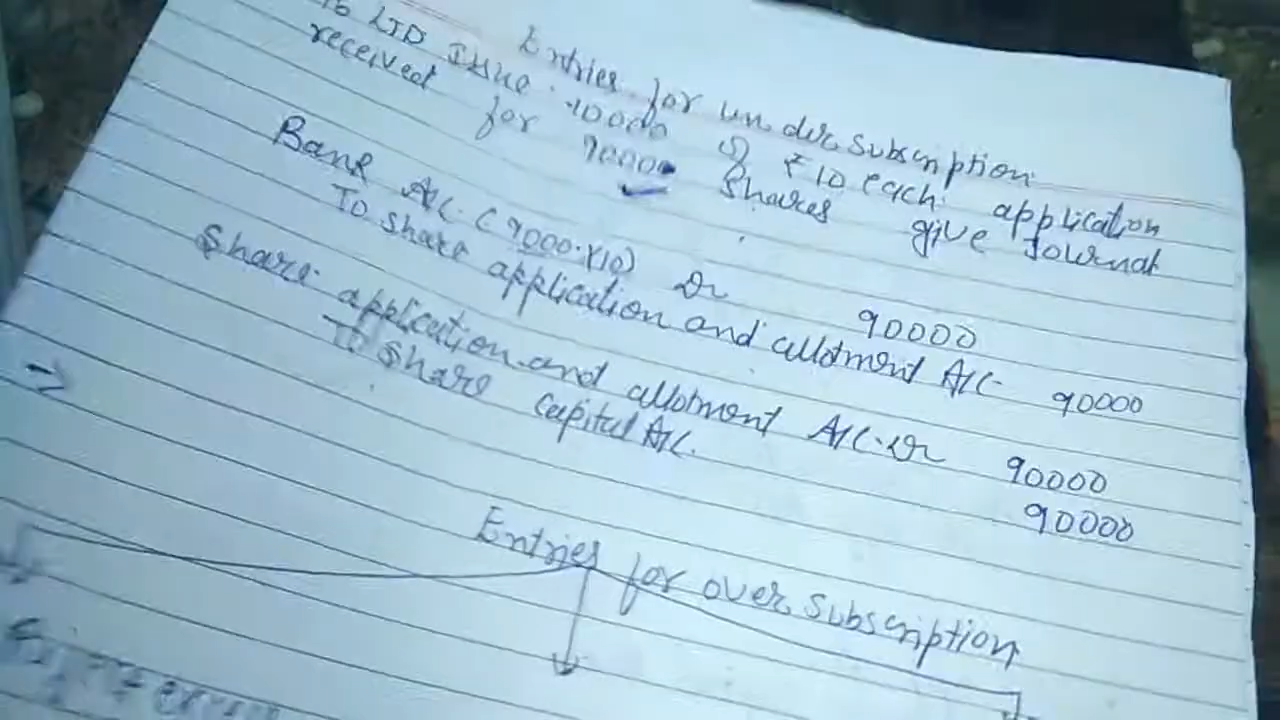 Entries for under subscription
LTD Issue 10000 of ₹10 each application
received for 9000 shares give Journal
Bank A/C (9000×10) Dr 90000
To share application and allotment A/C 90000
Share application and allotment A/C Dr 90000
To share Capital A/C. 90000
Entries for over subscription